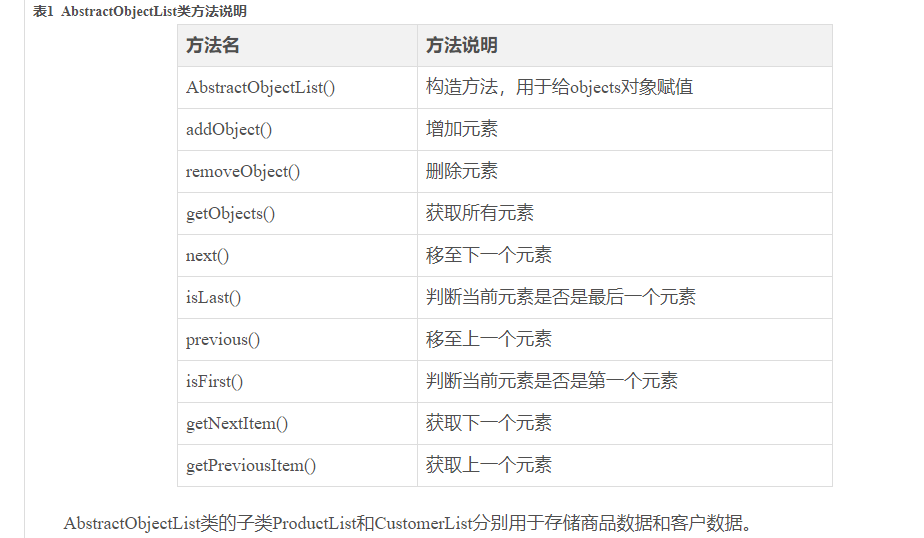 表1 AbstractObjectList类方法说明
方法名 方法说明
AbstractObjectList() 构造方法，用于给objects对象赋值
addObject() 增加元素
removeObject() 删除元素
getObjects() 获取所有元素
next() 移至下一个元素
isLast() 判断当前元素是否是最后一个元素
previous() 移至上一个元素
isFirst() 判断当前元素是否是第一个元素
getNextItem() 获取下一个元素
getPreviousItem() 获取上一个元素
AbstractObjectList类的子类ProductList和CustomerList分别用于存储商品数据和客户数据。